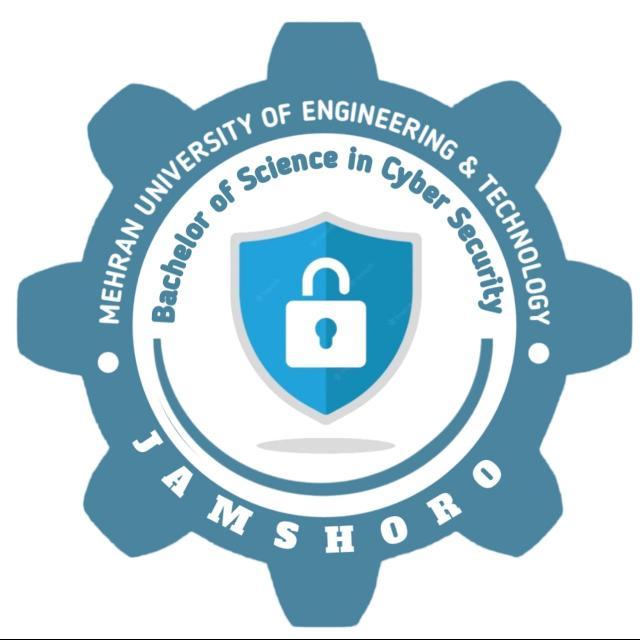 MEHRAN UNIVERSITY OF ENGINEERING & TECHNOLOGY
Bachelor of Science in Cyber Security
JAMSHORO